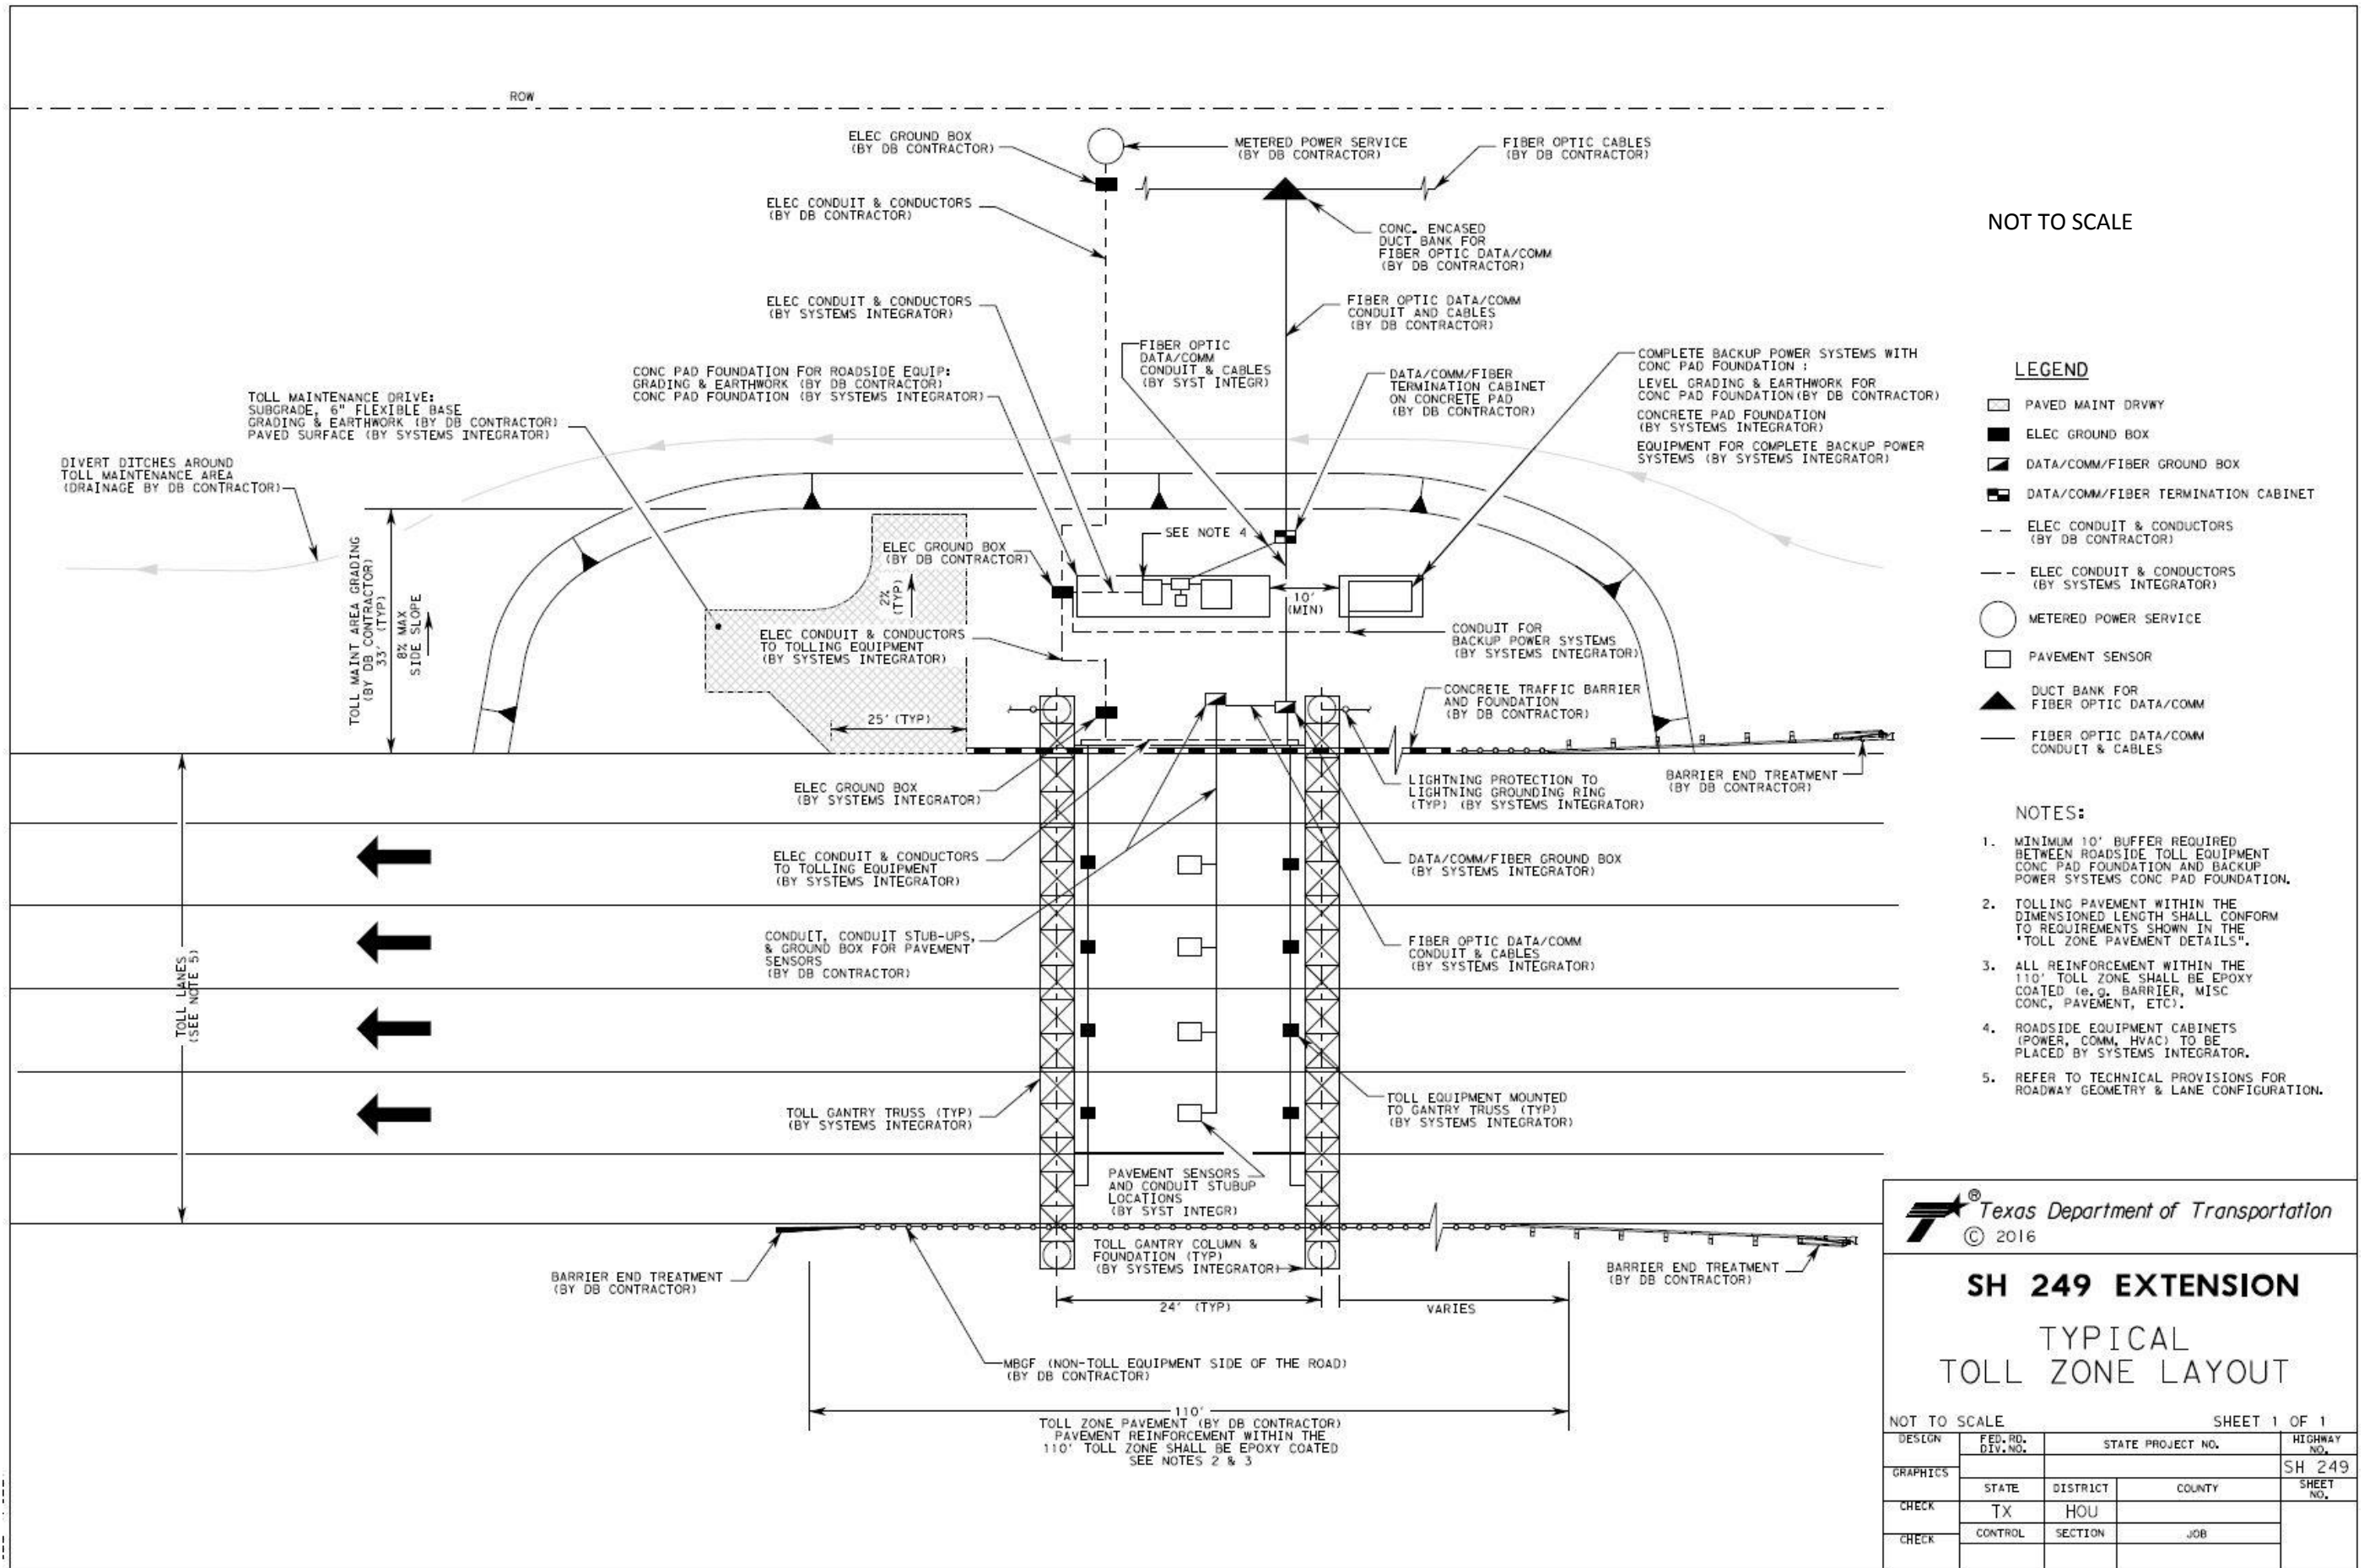 ROW
ELEC GROUND BOX
(BY DB CONTRACTOR)
METERED POWER SERVICE
(BY DB CONTRACTOR)
FIBER OPTIC CABLES
(BY DB CONTRACTOR)
ELEC CONDUIT & CONDUCTORS
(BY DB CONTRACTOR)
CONC. ENCASED
DUCT BANK FOR
FIBER OPTIC DATA/COMM
(BY DB CONTRACTOR)
NOT TO SCALE
ELEC CONDUIT & CONDUCTORS
(BY SYSTEMS INTEGRATOR)
FIBER OPTIC DATA/COMM
CONDUIT AND CABLES
(BY DB CONTRACTOR)
FIBER OPTIC
DATA/COMM
CONDUIT & CABLES
(BY SYST INTEGR)
CONC PAD FOUNDATION FOR ROADSIDE EQUIP:
GRADING & EARTHWORK (BY DB CONTRACTOR)
CONC PAD FOUNDATION (BY SYSTEMS INTEGRATOR)
DATA/COMM/FIBER
TERMINATION CABINET
ON CONCRETE PAD
(BY DB CONTRACTOR)
COMPLETE BACKUP POWER SYSTEMS WITH
CONC PAD FOUNDATION :
LEVEL GRADING & EARTHWORK FOR
CONC PAD FOUNDATION(BY DB CONTRACTOR)
CONCRETE PAD FOUNDATION
(BY SYSTEMS INTEGRATOR)
EQUIPMENT FOR COMPLETE BACKUP POWER
SYSTEMS (BY SYSTEMS INTEGRATOR)
TOLL MAINTENANCE DRIVE:
SUBGRADE, 6" FLEXIBLE BASE
GRADING & EARTHWORK (BY DB CONTRACTOR)
PAVED SURFACE (BY SYSTEMS INTEGRATOR)
DIVERT DITCHES AROUND
TOLL MAINTENANCE AREA
(DRAINAGE BY DB CONTRACTOR)
TOLL MAINT AREA GRADING
(BY DB CONTRACTOR)
33' (TYP)
8% MAX
SIDE SLOPE
ELEC GROUND BOX
(BY DB CONTRACTOR)
SEE NOTE 4
2%
(TYP)
10'
(MIN)
ELEC CONDUIT & CONDUCTORS
TO TOLLING EQUIPMENT
(BY SYSTEMS INTEGRATOR)
CONDUIT FOR
BACKUP POWER SYSTEMS
(BY SYSTEMS INTEGRATOR)
25' (TYP)
CONCRETE TRAFFIC BARRIER
AND FOUNDATION
(BY DB CONTRACTOR)
ELEC GROUND BOX
(BY SYSTEMS INTEGRATOR)
LIGHTNING PROTECTION TO
LIGHTNING GROUNDING RING
(TYP) (BY SYSTEMS INTEGRATOR)
BARRIER END TREATMENT
(BY DB CONTRACTOR)
ELEC CONDUIT & CONDUCTORS
TO TOLLING EQUIPMENT
(BY SYSTEMS INTEGRATOR)
DATA/COMM/FIBER GROUND BOX
(BY SYSTEMS INTEGRATOR)
CONDUIT, CONDUIT STUB-UPS,
& GROUND BOX FOR PAVEMENT
SENSORS
(BY DB CONTRACTOR)
FIBER OPTIC DATA/COMM
CONDUIT & CABLES
(BY SYSTEMS INTEGRATOR)
TOLL LANES
(SEE NOTE 5)
TOLL GANTRY TRUSS (TYP)
(BY SYSTEMS INTEGRATOR)
TOLL EQUIPMENT MOUNTED
TO GANTRY TRUSS (TYP)
(BY SYSTEMS INTEGRATOR)
PAVEMENT SENSORS
AND CONDUIT STUBUP
LOCATIONS
(BY SYST INTEGR)
TOLL GANTRY COLUMN &
FOUNDATION (TYP)
(BY SYSTEMS INTEGRATOR)
BARRIER END TREATMENT
(BY DB CONTRACTOR)
BARRIER END TREATMENT
(BY DB CONTRACTOR)
24' (TYP)
VARIES
MBGF (NON-TOLL EQUIPMENT SIDE OF THE ROAD)
(BY DB CONTRACTOR)
110'
TOLL ZONE PAVEMENT (BY DB CONTRACTOR)
PAVEMENT REINFORCEMENT WITHIN THE
110' TOLL ZONE SHALL BE EPOXY COATED
SEE NOTES 2 & 3
LEGEND
PAVED MAINT DRVWY
ELEC GROUND BOX
DATA/COMM/FIBER GROUND BOX
DATA/COMM/FIBER TERMINATION CABINET
ELEC CONDUIT & CONDUCTORS
(BY DB CONTRACTOR)
ELEC CONDUIT & CONDUCTORS
(BY SYSTEMS INTEGRATOR)
METERED POWER SERVICE
PAVEMENT SENSOR
DUCT BANK FOR
FIBER OPTIC DATA/COMM
FIBER OPTIC DATA/COMM
CONDUIT & CABLES
NOTES:
1. MINIMUM 10' BUFFER REQUIRED
BETWEEN ROADSIDE TOLL EQUIPMENT
CONC PAD FOUNDATION AND BACKUP
POWER SYSTEMS CONC PAD FOUNDATION.
2. TOLLING PAVEMENT WITHIN THE
DIMENSIONED LENGTH SHALL CONFORM
TO REQUIREMENTS SHOWN IN THE
"TOLL ZONE PAVEMENT DETAILS".
3. ALL REINFORCEMENT WITHIN THE
110' TOLL ZONE SHALL BE EPOXY
COATED (e.g. BARRIER, MISC
CONC, PAVEMENT, ETC).
4. ROADSIDE EQUIPMENT CABINETS
(POWER, COMM, HVAC) TO BE
PLACED BY SYSTEMS INTEGRATOR.
5. REFER TO TECHNICAL PROVISIONS FOR
ROADWAY GEOMETRY & LANE CONFIGURATION.
® Texas Department of Transportation
© 2016
SH 249 EXTENSION
TYPICAL
TOLL ZONE LAYOUT
NOT TO SCALE SHEET 1 OF 1
DESIGN FED.RD. DIV.NO. STATE PROJECT NO. HIGHWAY NO.
SH 249
GRAPHICS STATE DISTRICT COUNTY SHEET NO.
CHECK TX HOU
CHECK CONTROL SECTION JOB